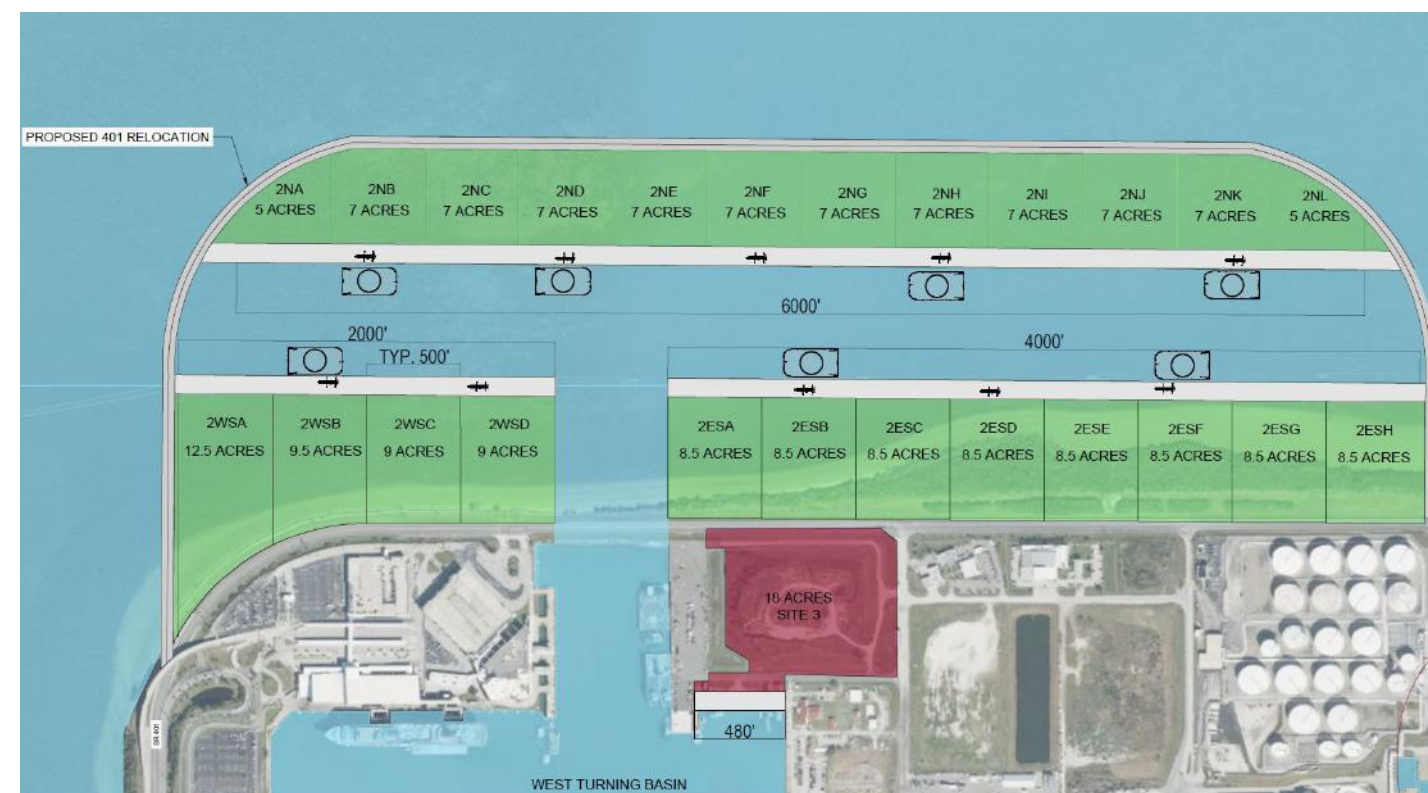 PROPOSED 401 RELOCATION
2NA
5 ACRES
2NB
7 ACRES
2NC
7 ACRES
2ND
7 ACRES
2NE
7 ACRES
2NF
7 ACRES
2NG
7 ACRES
2NH
7 ACRES
2NI
7 ACRES
2NJ
7 ACRES
2NK
7 ACRES
2NL
5 ACRES
6000'
2000'
TYP. 500'
4000'
2WSA
12.5 ACRES
2WSB
9.5 ACRES
2WSC
9 ACRES
2WSD
9 ACRES
2ESA
8.5 ACRES
2ESB
8.5 ACRES
2ESC
8.5 ACRES
2ESD
8.5 ACRES
2ESE
8.5 ACRES
2ESF
8.5 ACRES
2ESG
8.5 ACRES
2ESH
8.5 ACRES
18 ACRES
SITE 3
480'
SR 401
WEST TURNING BASIN